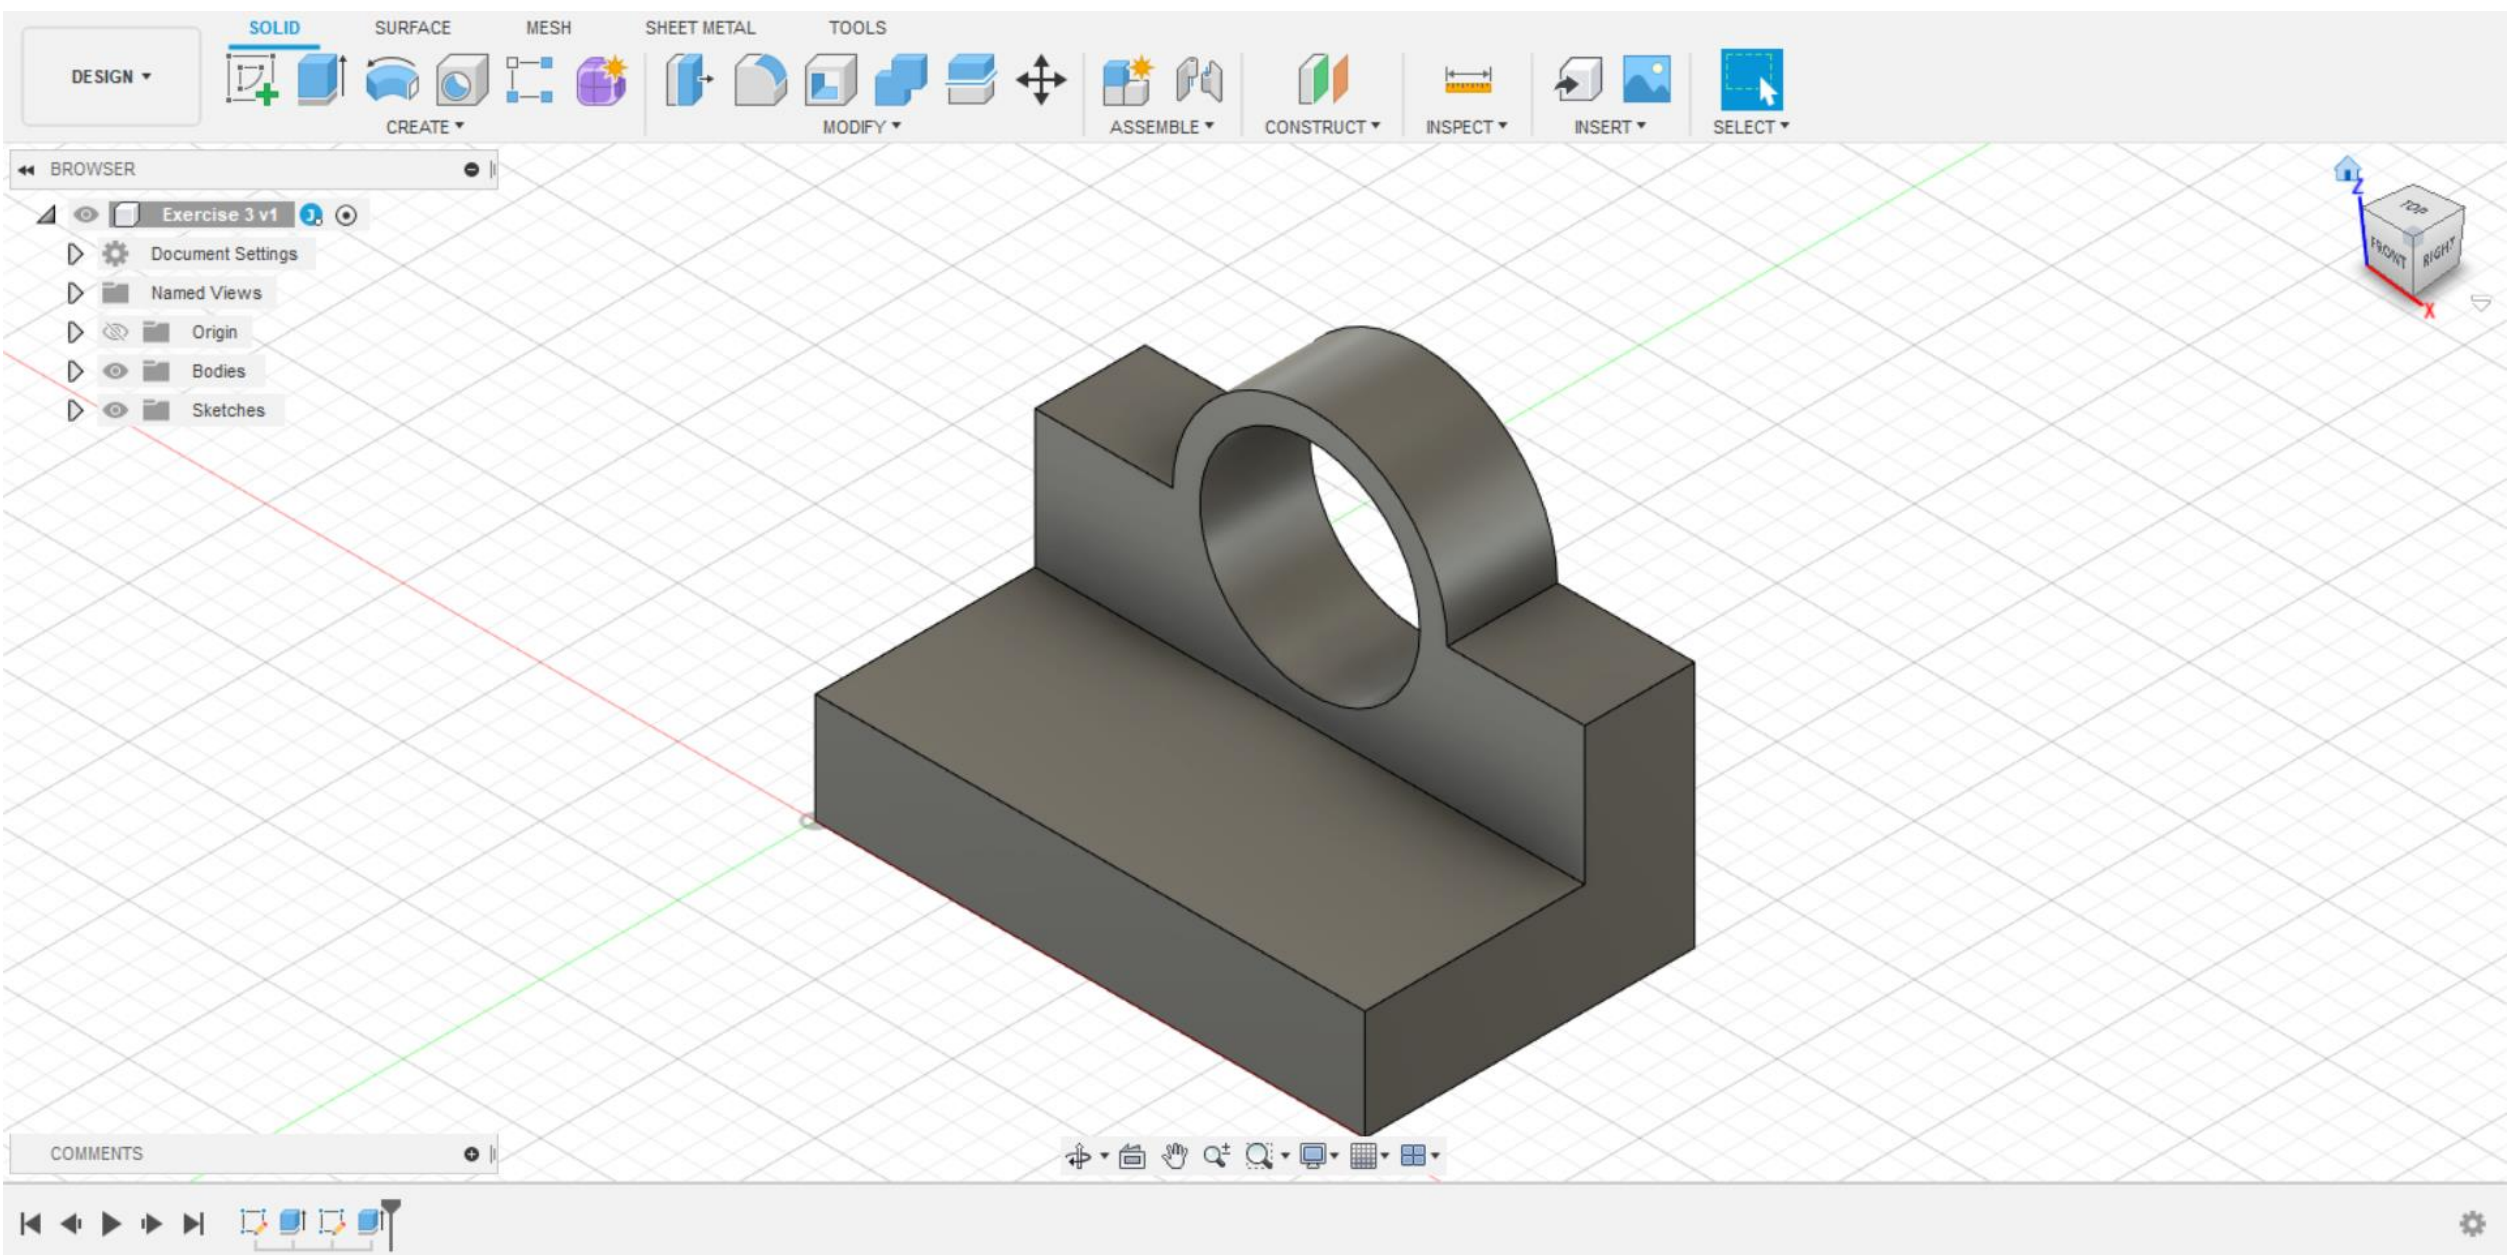 SOLID SURFACE MESH SHEET METAL TOOLS
DESIGN
CREATE MODIFY ASSEMBLE CONSTRUCT INSPECT INSERT SELECT
BROWSER
Exercise 3 v1 J
Document Settings
Named Views
Origin
Bodies
Sketches
Z
TOP
FRONT RIGHT
X
COMMENTS